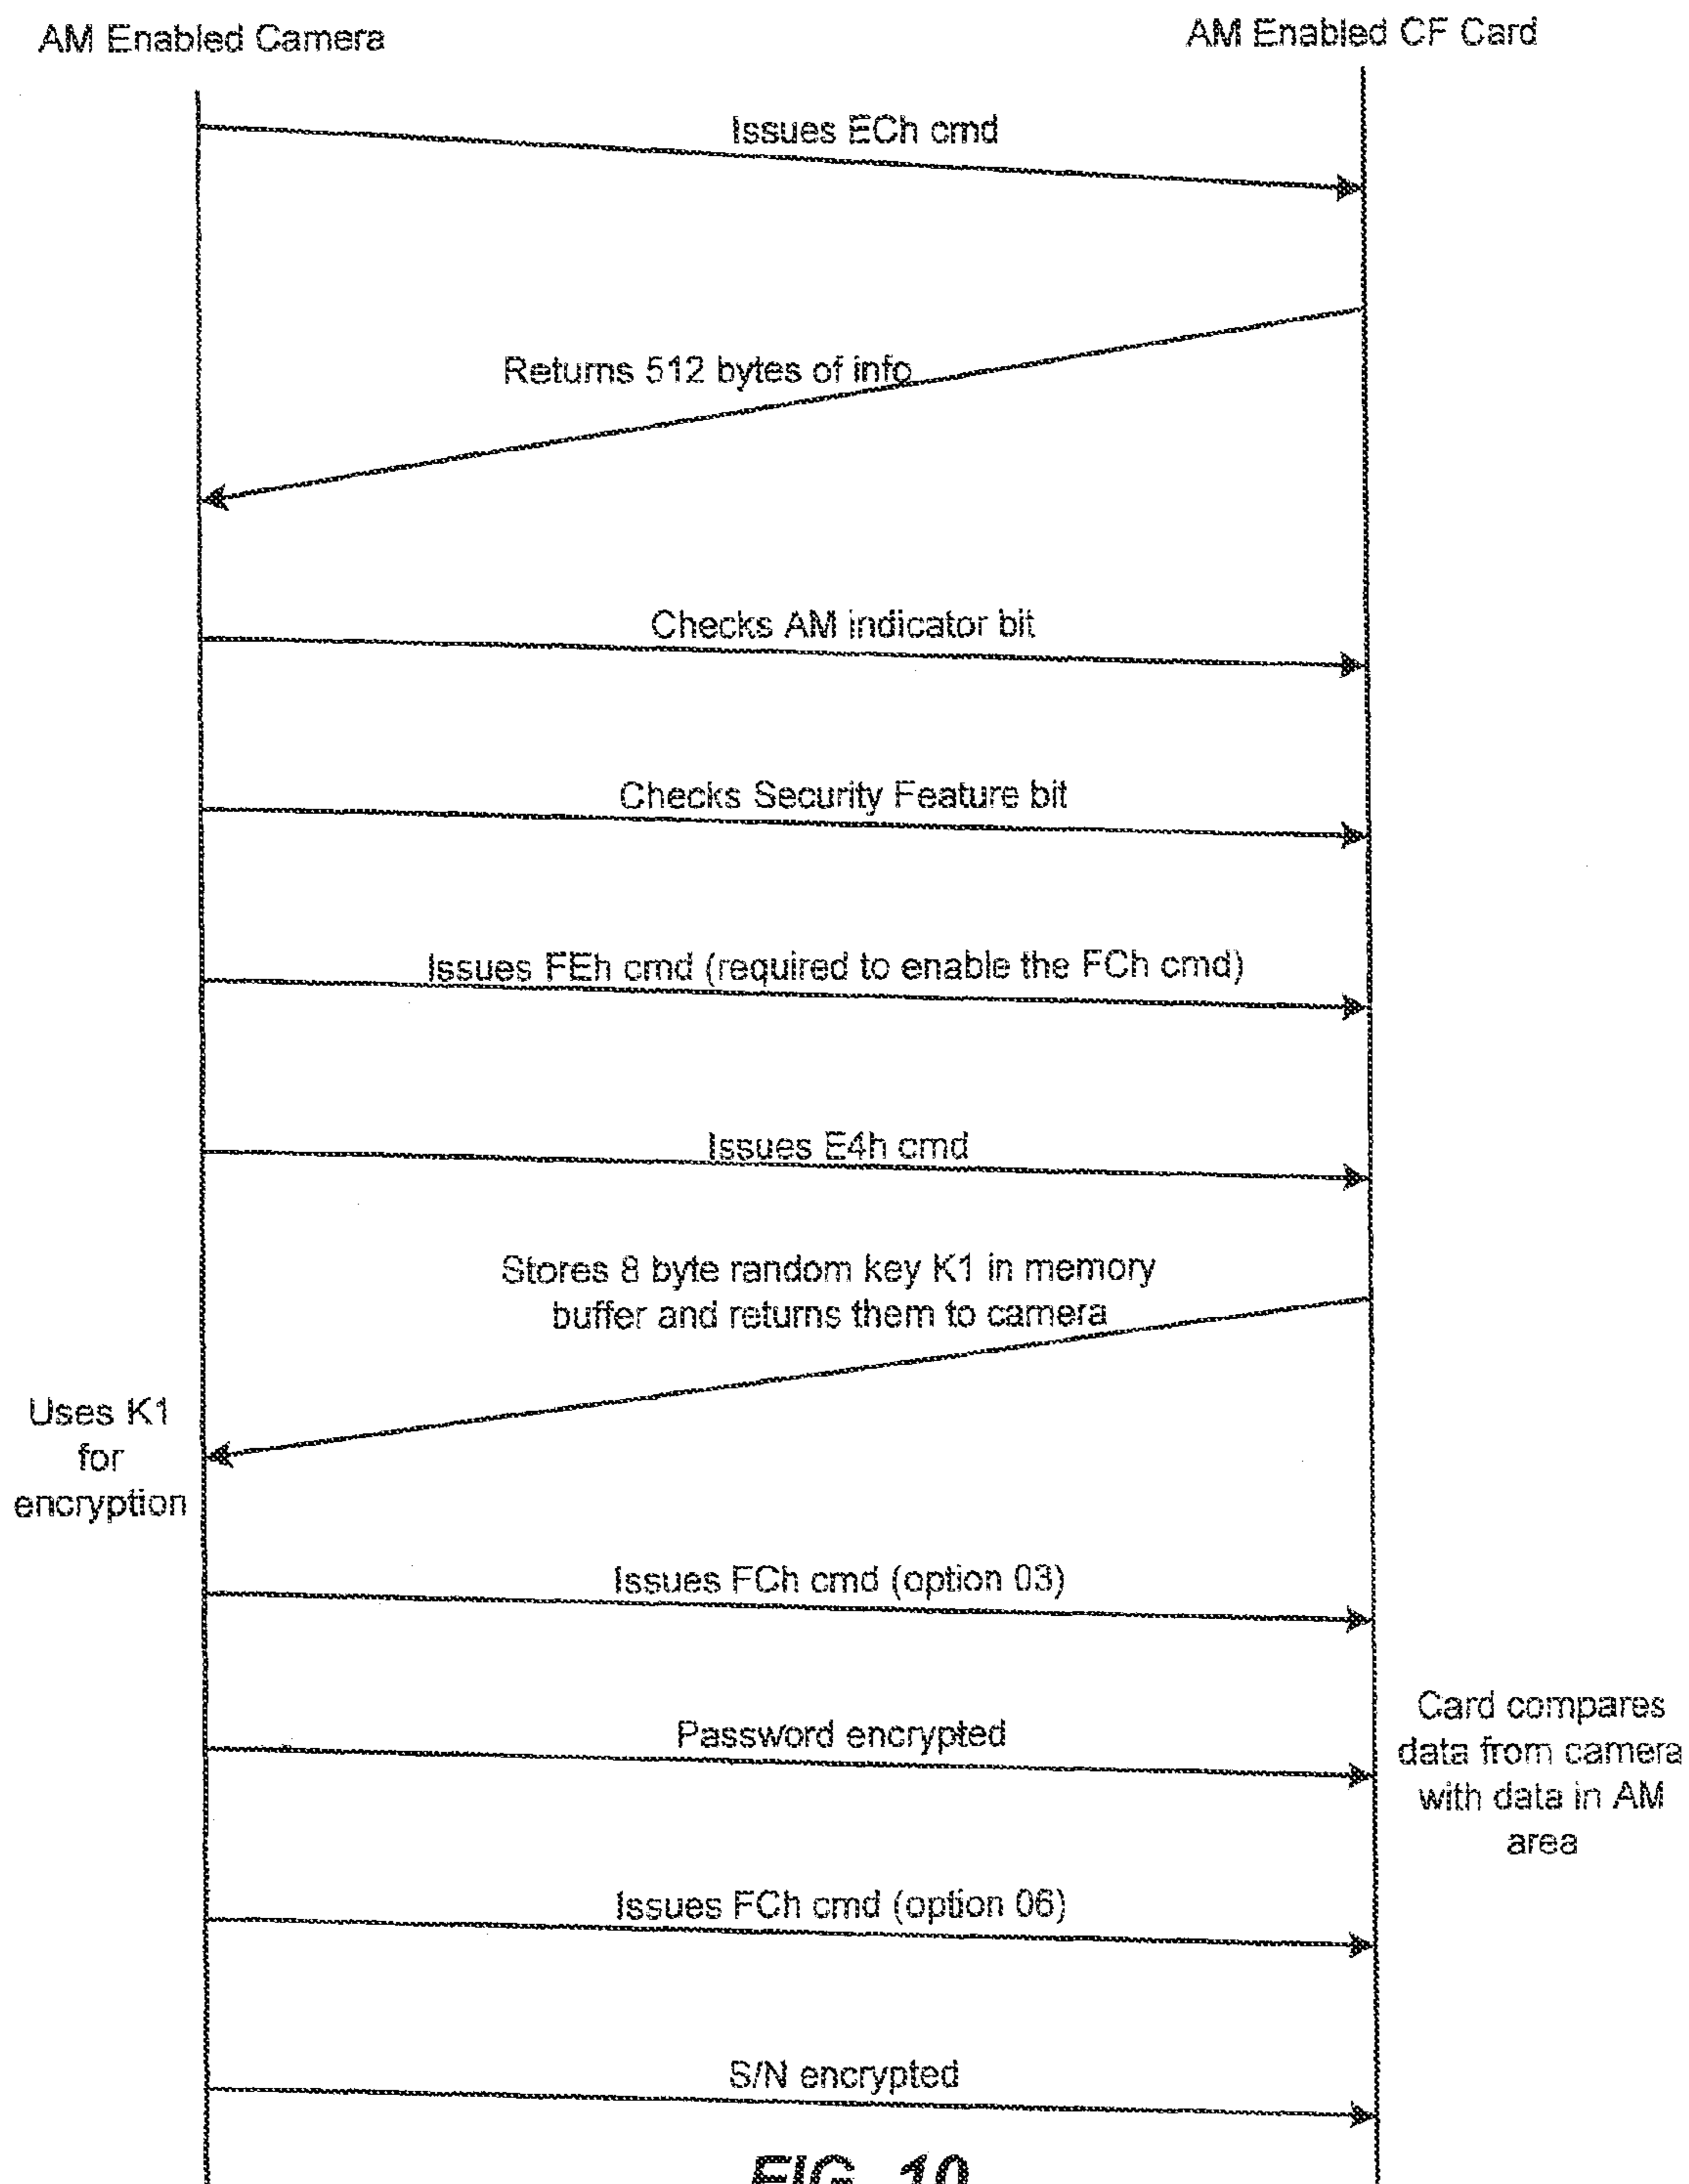 AM Enabled Camera
AM Enabled CF Card
Issues ECh cmd
Returns 512 bytes of info
Checks AM indicator bit
Checks Security Feature bit
Issues FEh cmd (required to enable the FCh cmd)
Issues E4h cmd
Stores 8 byte random key K1 in memory
buffer and returns them to camera
Uses K1
for
encryption
Issues FCh cmd (option 03)
Password encrypted
Card compares
data from camera
with data in AM
area
Issues FCh cmd (option 06)
S/N encrypted
FIG. 10